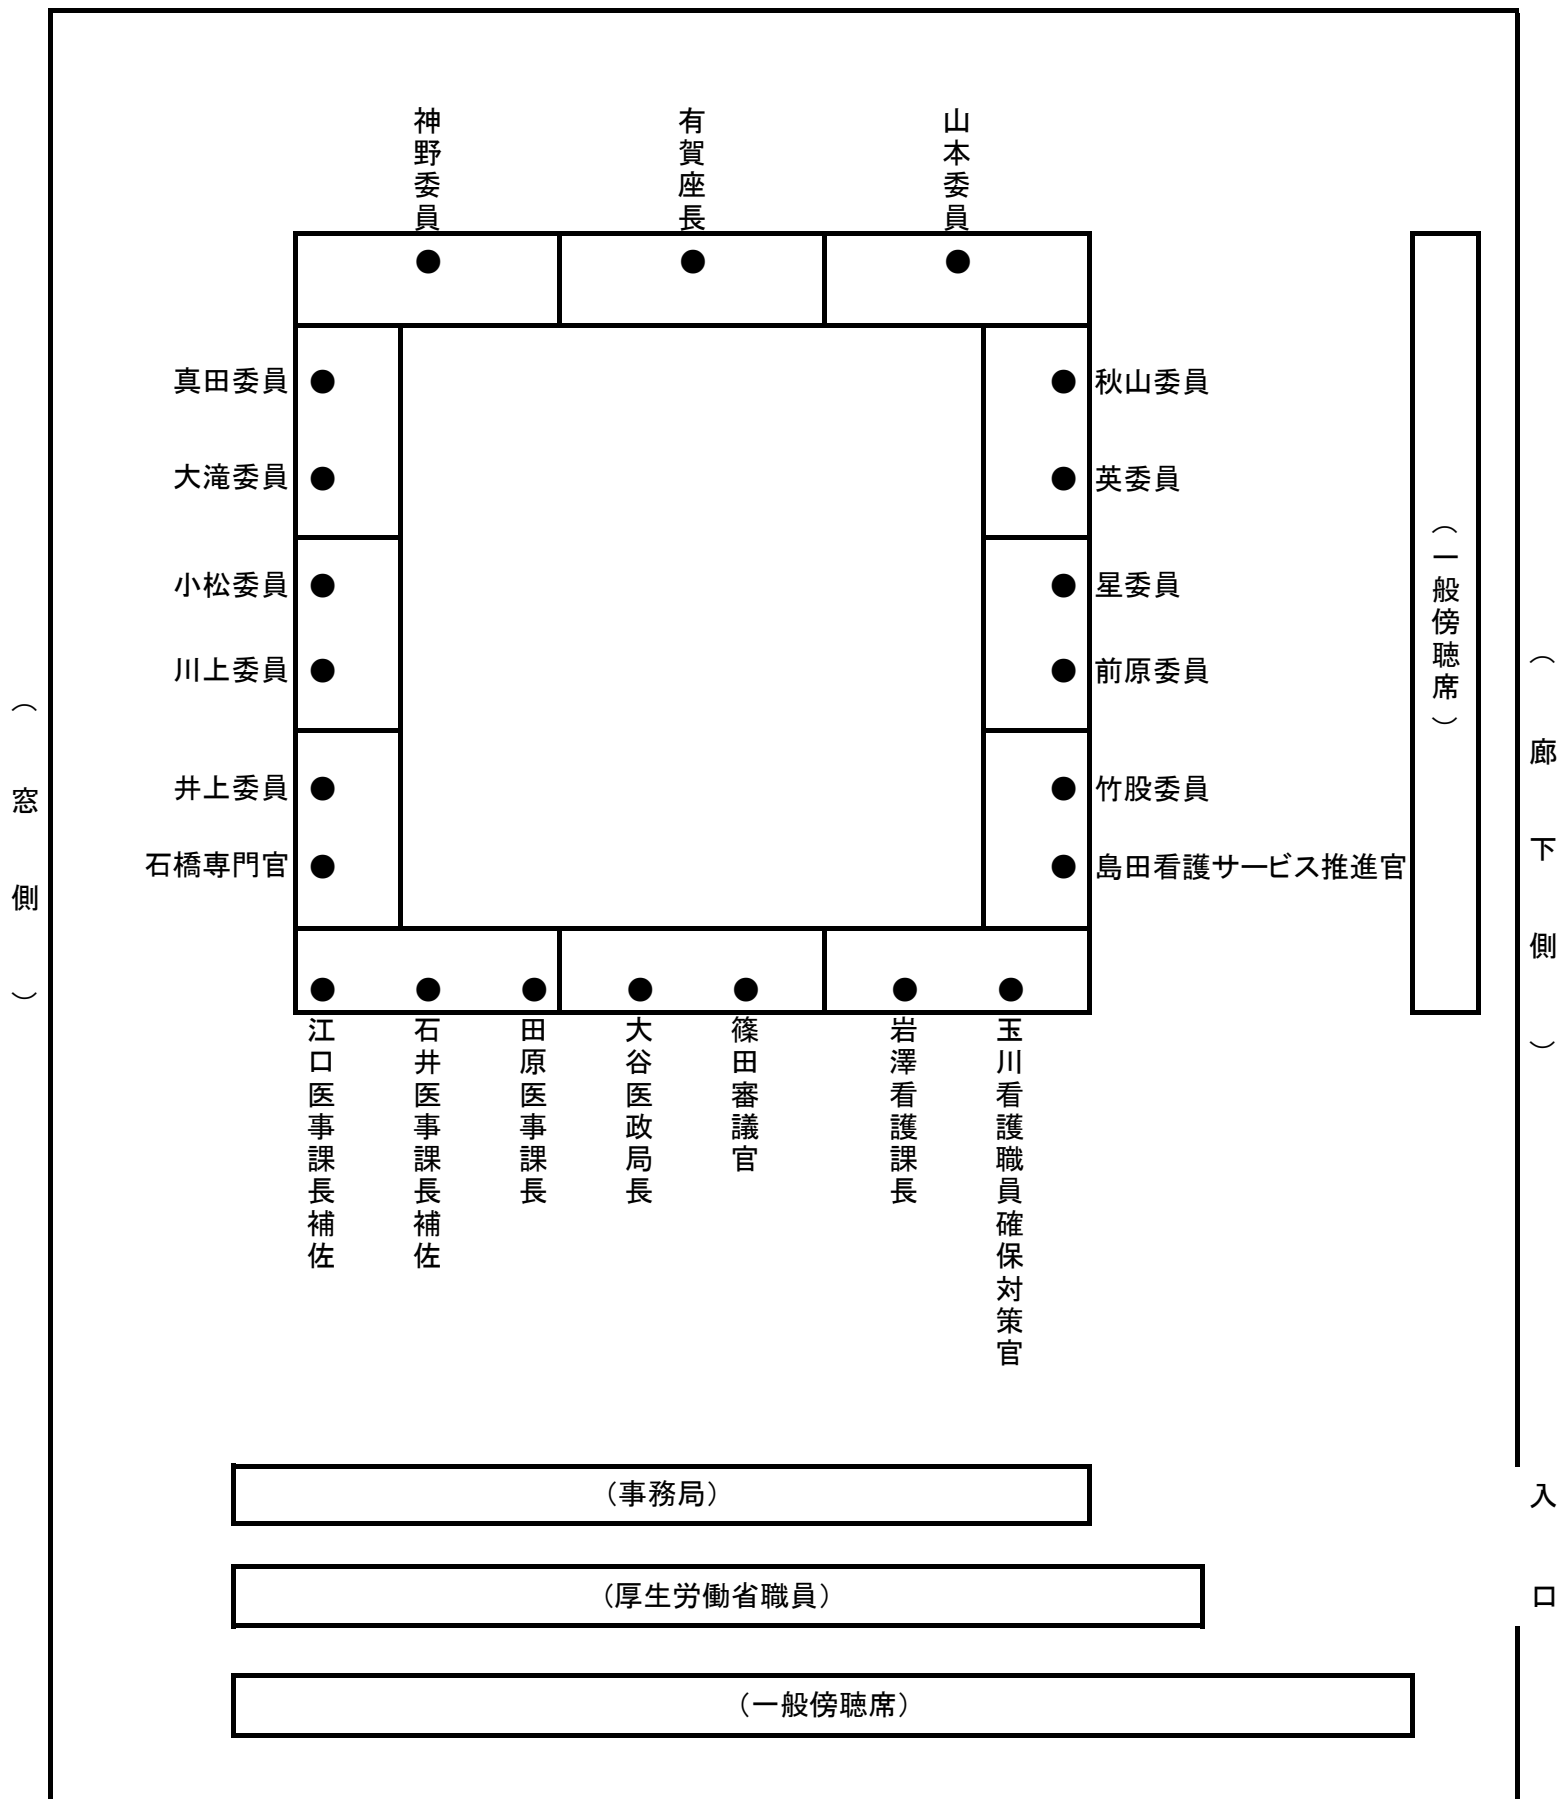 神野委員
有賀座長
山本委員
真田委員
秋山委員
大滝委員
英委員
小松委員
星委員
川上委員
前原委員
井上委員
竹股委員
石橋専門官
島田看護サービス推進官
（一般傍聴席）
（窓側）
（廊下側）
江口医事課長補佐
石井医事課長補佐
田原医事課長
大谷医政局長
篠田審議官
岩澤看護課長
玉川看護職員確保対策官
（事務局）
入口
（厚生労働省職員）
（一般傍聴席）